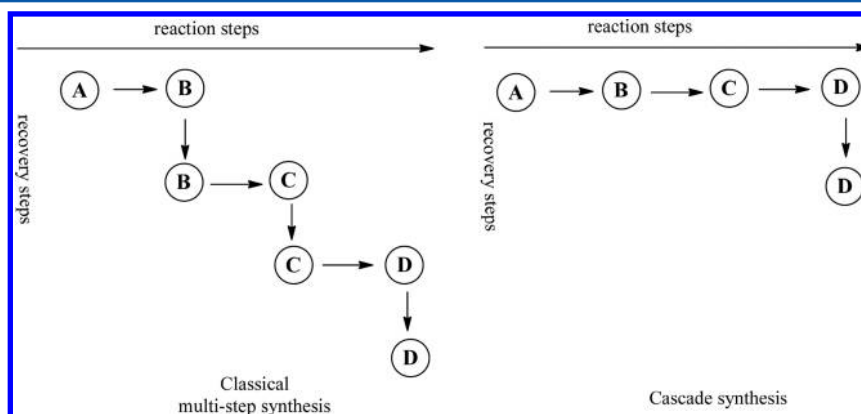 reaction steps
A B
recovery steps
B C
C D
D
Classical
multi-step synthesis
reaction steps
A B C D
recovery steps
D
Cascade synthesis